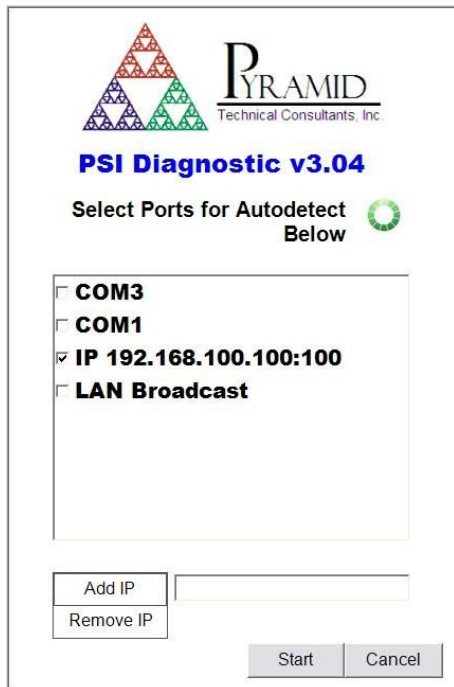 PYRAMID
Technical Consultants, Inc.
PSI Diagnostic v3.04
Select Ports for Autodetect
Below
COM3
COM1
IP 192.168.100.100:100
LAN Broadcast
Add IP
Remove IP
Start Cancel